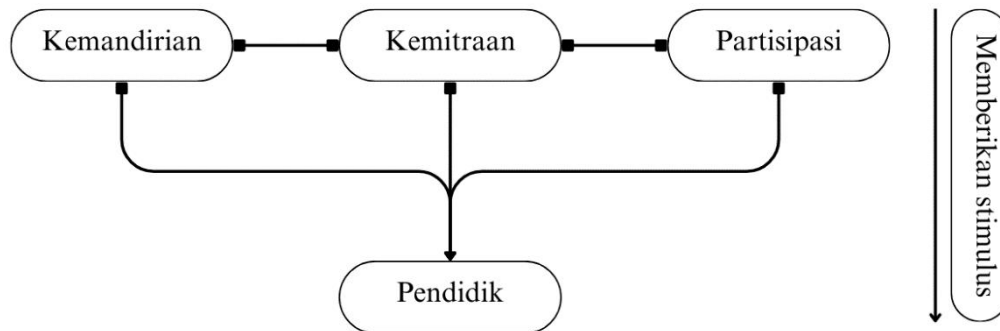 Kemandirian
Kemitraan
Partisipasi
Pendidik
Memberikan stimulus